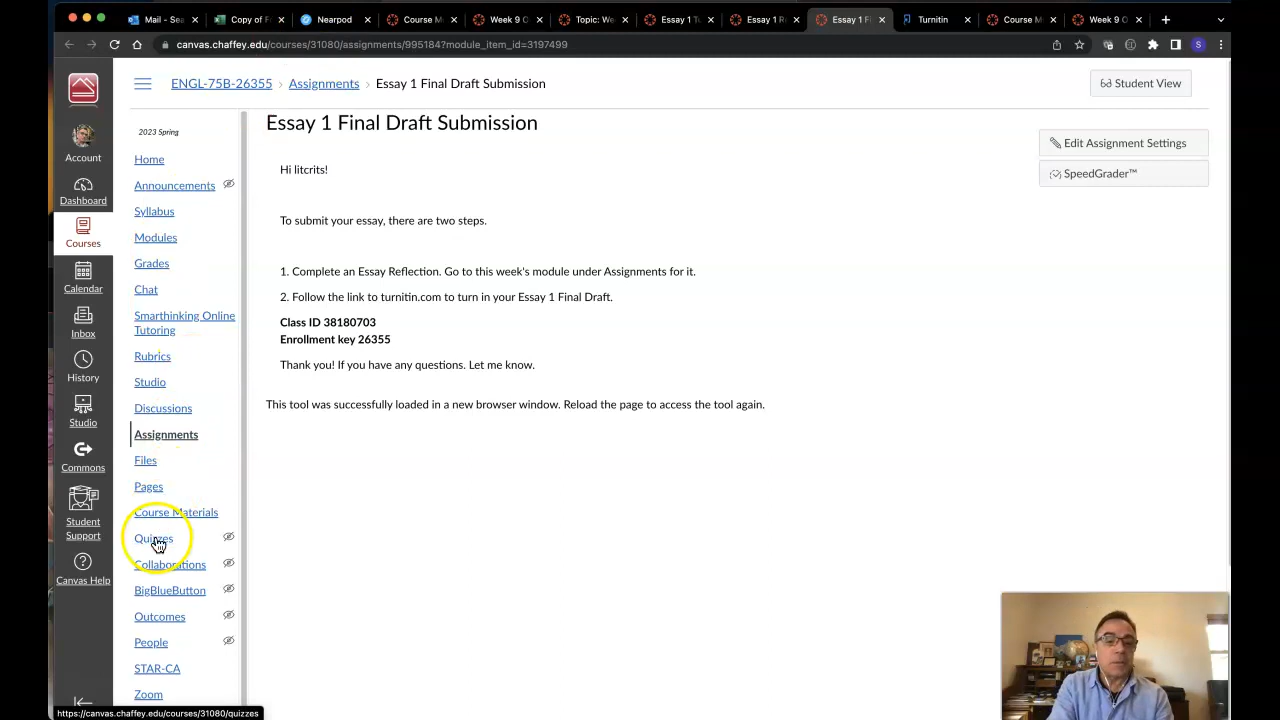 Mail - Sea
Copy of F
Nearpod
Course M
Week 9 O
Topic: We
Essay 1 Tu
Essay 1 Re
Essay 1 Fi
Turnitin
Course M
Week 9 O
canvas.chaffey.edu/courses/31080/assignments/995184?module_item_id=3197499
S
ENGL-75B-26355 › Assignments › Essay 1 Final Draft Submission
Student View
Account
Dashboard
Courses
Calendar
Inbox
History
Studio
Commons
Student
Support
Canvas Help
2023 Spring
Home
Announcements
Syllabus
Modules
Grades
Chat
Smarthinking Online
Tutoring
Rubrics
Studio
Discussions
Assignments
Files
Pages
Course Materials
Quizzes
Collaborations
BigBlueButton
Outcomes
People
STAR-CA
Zoom
Essay 1 Final Draft Submission
Edit Assignment Settings
SpeedGrader™
Hi litcrits!
To submit your essay, there are two steps.
1. Complete an Essay Reflection. Go to this week's module under Assignments for it.
2. Follow the link to turnitin.com to turn in your Essay 1 Final Draft.
Class ID 38180703
Enrollment key 26355
Thank you! If you have any questions. Let me know.
This tool was successfully loaded in a new browser window. Reload the page to access the tool again.
https://canvas.chaffey.edu/courses/31080/quizzes